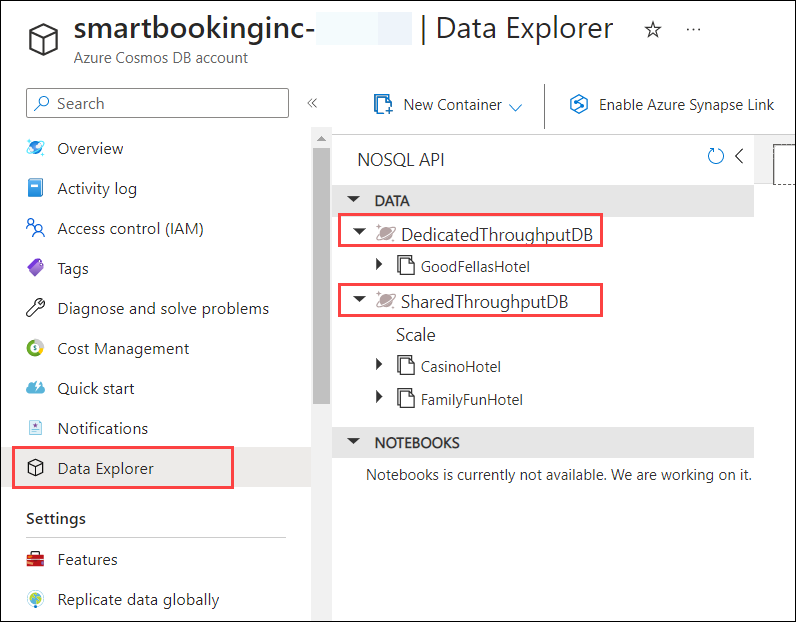 smartbookinginc- | Data Explorer
Azure Cosmos DB account
Search
Overview
Activity log
Access control (IAM)
Tags
Diagnose and solve problems
Cost Management
Quick start
Notifications
Data Explorer
Settings
Features
Replicate data globally
New Container
Enable Azure Synapse Link
NOSQL API
DATA
DedicatedThroughputDB
GoodFellasHotel
SharedThroughputDB
Scale
CasinoHotel
FamilyFunHotel
NOTEBOOKS
Notebooks is currently not available. We are working on it.